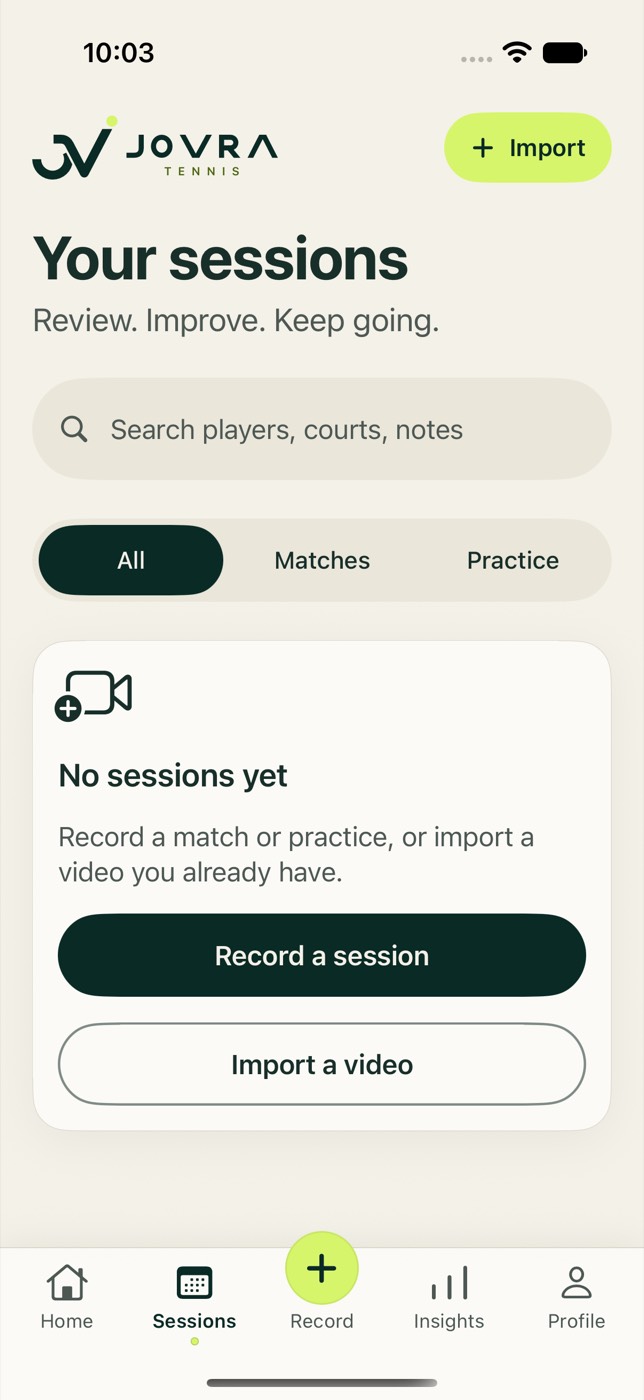 10:03
JOVRA
TENNIS
Import
Your sessions
Review. Improve. Keep going.
Search players, courts, notes
All
Matches
Practice
No sessions yet
Record a match or practice, or import a
video you already have.
Record a session
Import a video
Home
Sessions
Record
Insights
Profile